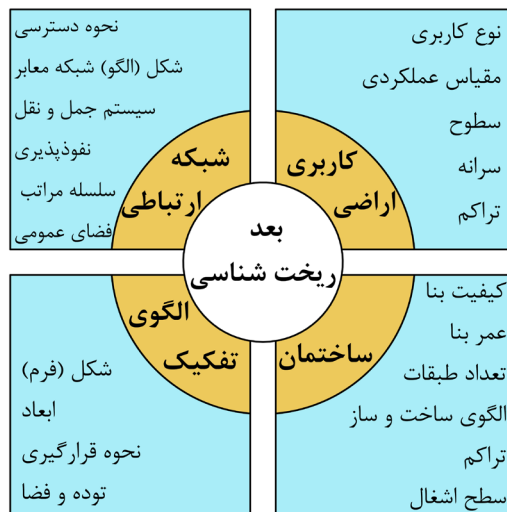 بعد
ریخت شناسی
کاربری
اراضی
نوع کاربری
مقیاس عملکردی
سطوح
سرانه
تراکم
شبکه
ارتباطی
نحوه دسترسی
شکل (الگو) شبکه معابر
سیستم جمل و نقل
نفوذپذیری
سلسله مراتب
فضای عمومی
ساختمان
کیفیت بنا
عمر بنا
تعداد طبقات
الگوی ساخت و ساز
تراکم
سطح اشغال
الگوی
تفکیک
شکل (فرم)
ابعاد
نحوه قرارگیری
توده و فضا